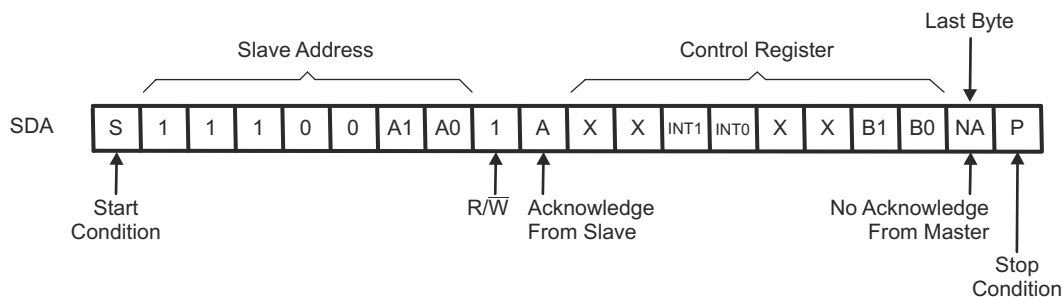 Last Byte
Slave Address
Control Register
SDA
S 1 1 1 0 0 A1 A0 1 A X X INT1 INT0 X X B1 B0 NA P
Start
Condition
R/W̅
Acknowledge
From Slave
No Acknowledge
From Master
Stop
Condition